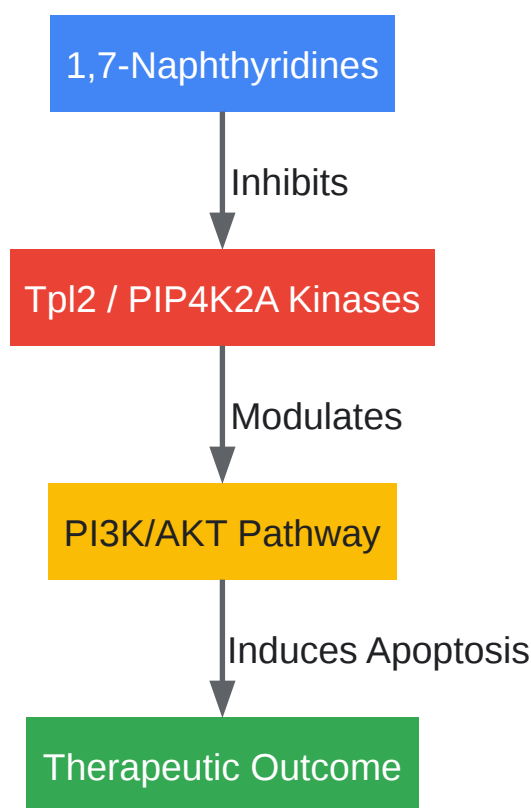 1,7-Naphthyridines
Inhibits
Tpl2 / PIP4K2A Kinases
Modulates
PI3K/AKT Pathway
Induces Apoptosis
Therapeutic Outcome